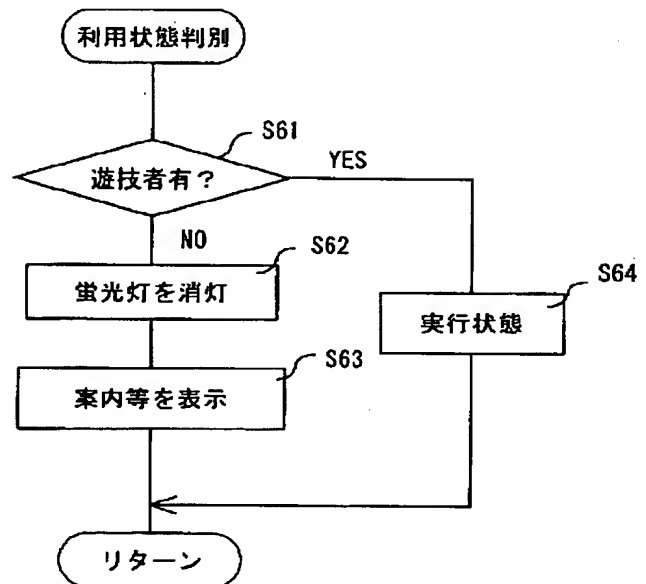 利用状態判別
S61
遊技者有?
YES
NO
S62
蛍光灯を消灯
S64
実行状態
S63
案内等を表示
リターン